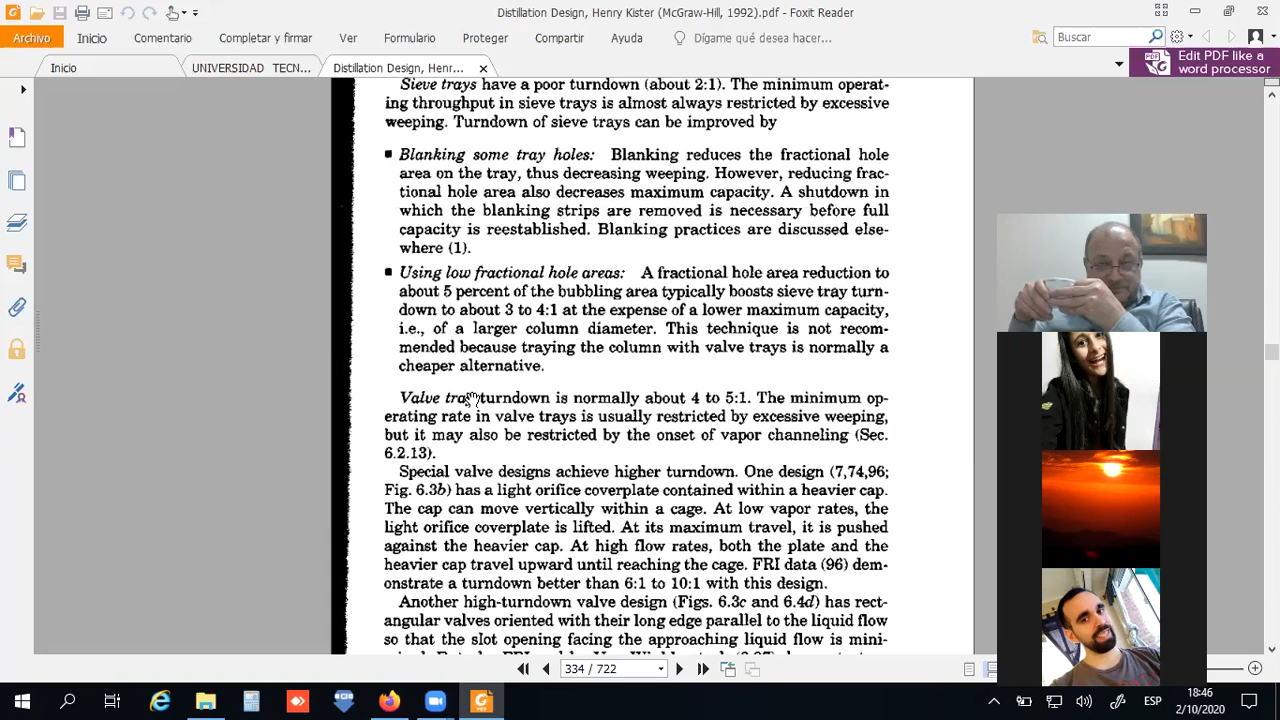 Distillation Design, Henry Kister (McGraw-Hill, 1992).pdf - Foxit Reader
Archivo Inicio Comentario Completar y firmar Ver Formulario Proteger Compartir Ayuda Dígame qué desea hacer... Buscar
Inicio UNIVERSIDAD TECN... Distillation Design, Henr...
Edit PDF like a
word processor
Sieve trays have a poor turndown (about 2:1). The minimum operat-
ing throughput in sieve trays is almost always restricted by excessive
weeping. Turndown of sieve trays can be improved by
■ Blanking some tray holes: Blanking reduces the fractional hole
area on the tray, thus decreasing weeping. However, reducing frac-
tional hole area also decreases maximum capacity. A shutdown in
which the blanking strips are removed is necessary before full
capacity is reestablished. Blanking practices are discussed else-
where (1).
■ Using low fractional hole areas: A fractional hole area reduction to
about 5 percent of the bubbling area typically boosts sieve tray turn-
down to about 3 to 4:1 at the expense of a lower maximum capacity,
i.e., of a larger column diameter. This technique is not recom-
mended because traying the column with valve trays is normally a
cheaper alternative.
Valve tray turndown is normally about 4 to 5:1. The minimum op-
erating rate in valve trays is usually restricted by excessive weeping,
but it may also be restricted by the onset of vapor channeling (Sec.
6.2.13).
Special valve designs achieve higher turndown. One design (7,74,96;
Fig. 6.3b) has a light orifice coverplate contained within a heavier cap.
The cap can move vertically within a cage. At low vapor rates, the
light orifice coverplate is lifted. At its maximum travel, it is pushed
against the heavier cap. At high flow rates, both the plate and the
heavier cap travel upward until reaching the cage. FRI data (96) dem-
onstrate a turndown better than 6:1 to 10:1 with this design.
Another high-turndown valve design (Figs. 6.3c and 6.4d) has rect-
angular valves oriented with their long edge parallel to the liquid flow
so that the slot opening facing the approaching liquid flow is mini-
334 / 722
ESP
18:46
2/10/2020